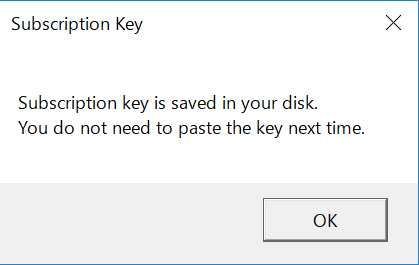 Subscription Key
Subscription key is saved in your disk.
You do not need to paste the key next time.
OK